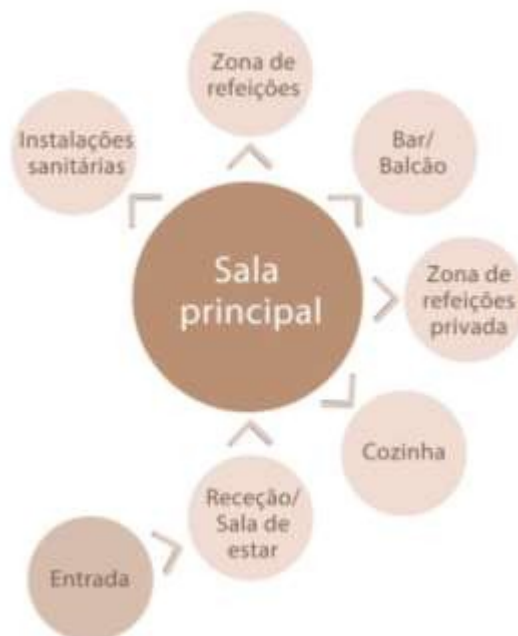 Zona de
refeições
Instalações
sanitárias
Bar/
Balcão
Sala
principal
Zona de
refeições
privada
Cozinha
Receção/
Sala de
estar
Entrada